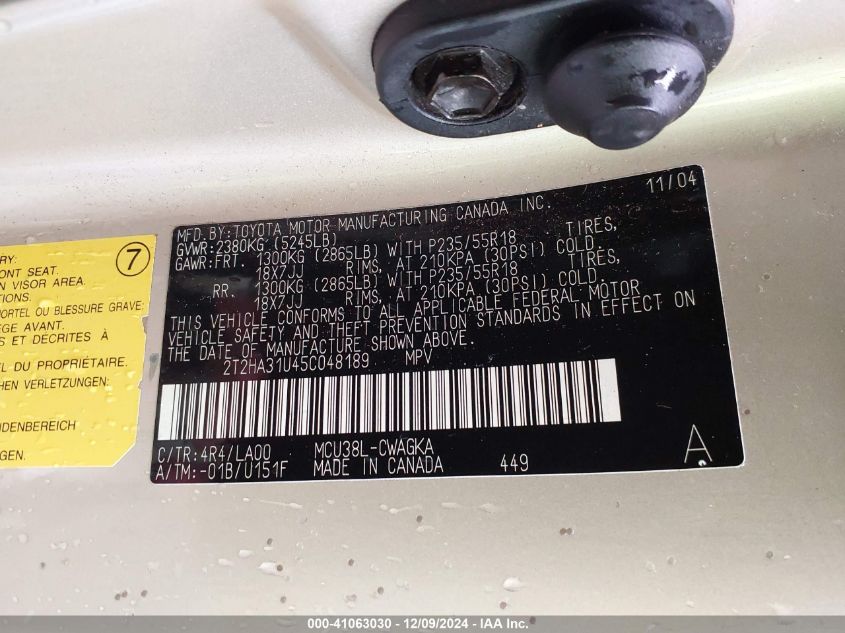 RY:
ONT SEAT.
N VISOR AREA
TIONS.
MORTEL OU BLESSURE GRAVE:
EGE AVANT.
S ET DECRITES À
EL DU PROPRIÉTAIRE.
HEN VERLETZUNGEN:
ODENBEREICH
NGEN.
7
11/04
MFD. BY: TOYOTA MOTOR MANUFACTURING CANADA INC.
GVWR: 2380KG (5245LB)
GAWR: FRT. 1300KG (2865LB) WITH P235/55R18 TIRES,
18X7JJ RIMS, AT 210KPA (30PSI) COLD.
RR. 1300KG (2865LB) WITH P235/55R18 TIRES,
18X7JJ RIMS, AT 210KPA (30PSI) COLD.
THIS VEHICLE CONFORMS TO ALL APPLICABLE FEDERAL MOTOR
VEHICLE SAFETY AND THEFT PREVENTION STANDARDS IN EFFECT ON
THE DATE OF MANUFACTURE SHOWN ABOVE.
2T2HA31U45C048189 MPV
C/TR: 4R4/LA00 MCU38L-CWAGKA
A/TM: -01B/U151F MADE IN CANADA 449
A
000-41063030 - 12/09/2024 - IAA Inc.